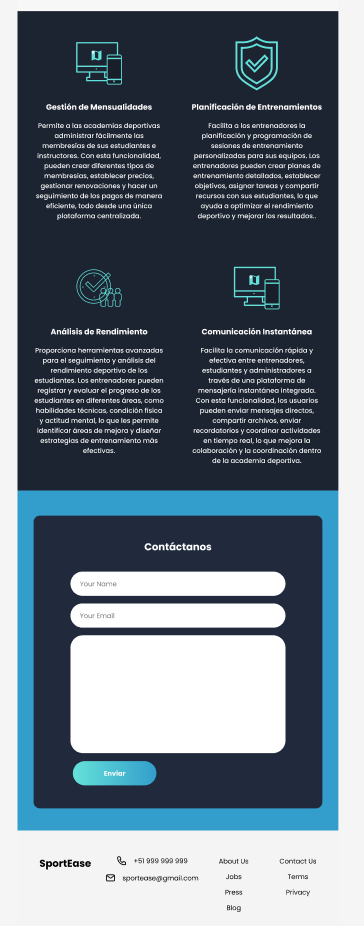 Gestión de Mensualidades
Permite a las academias deportivas
administrar fácilmente las
membresías de sus estudiantes e
instructores. Con esta funcionalidad,
pueden crear diferentes tipos de
membresías, establecer precios,
gestionar renovaciones y hacer un
seguimiento de los pagos de manera
eficiente, todo desde una única
plataforma centralizada.
Planificación de Entrenamientos
Facilita a los entrenadores la
planificación y programación de
sesiones de entrenamiento
personalizadas para sus equipos. Los
entrenadores pueden crear planes de
entrenamiento detallados, establecer
objetivos, asignar tareas y compartir
recursos con sus estudiantes, lo que
ayuda a optimizar el rendimiento
deportivo y mejorar los resultados..
Análisis de Rendimiento
Proporciona herramientas avanzadas
para el seguimiento y análisis del
rendimiento deportivo de los
estudiantes. Los entrenadores pueden
registrar y evaluar el progreso de los
estudiantes en diferentes áreas, como
habilidades técnicas, condición física
y actitud mental, lo que les permite
identificar áreas de mejora y diseñar
estrategias de entrenamiento más
efectivas.
Comunicación Instantánea
Facilita la comunicación rápida y
efectiva entre entrenadores,
estudiantes y administradores a
través de una plataforma de
mensajería instantánea integrada.
Con esta funcionalidad, los usuarios
pueden enviar mensajes directos,
compartir archivos, enviar
recordatorios y coordinar actividades
en tiempo real, lo que mejora la
colaboración y la coordinación dentro
de la academia deportiva.
Contáctanos
Your Name
Your Email
Enviar
SportEase
+51 999 999 999
sportease@gmail.com
About Us
Jobs
Press
Blog
Contact Us
Terms
Privacy